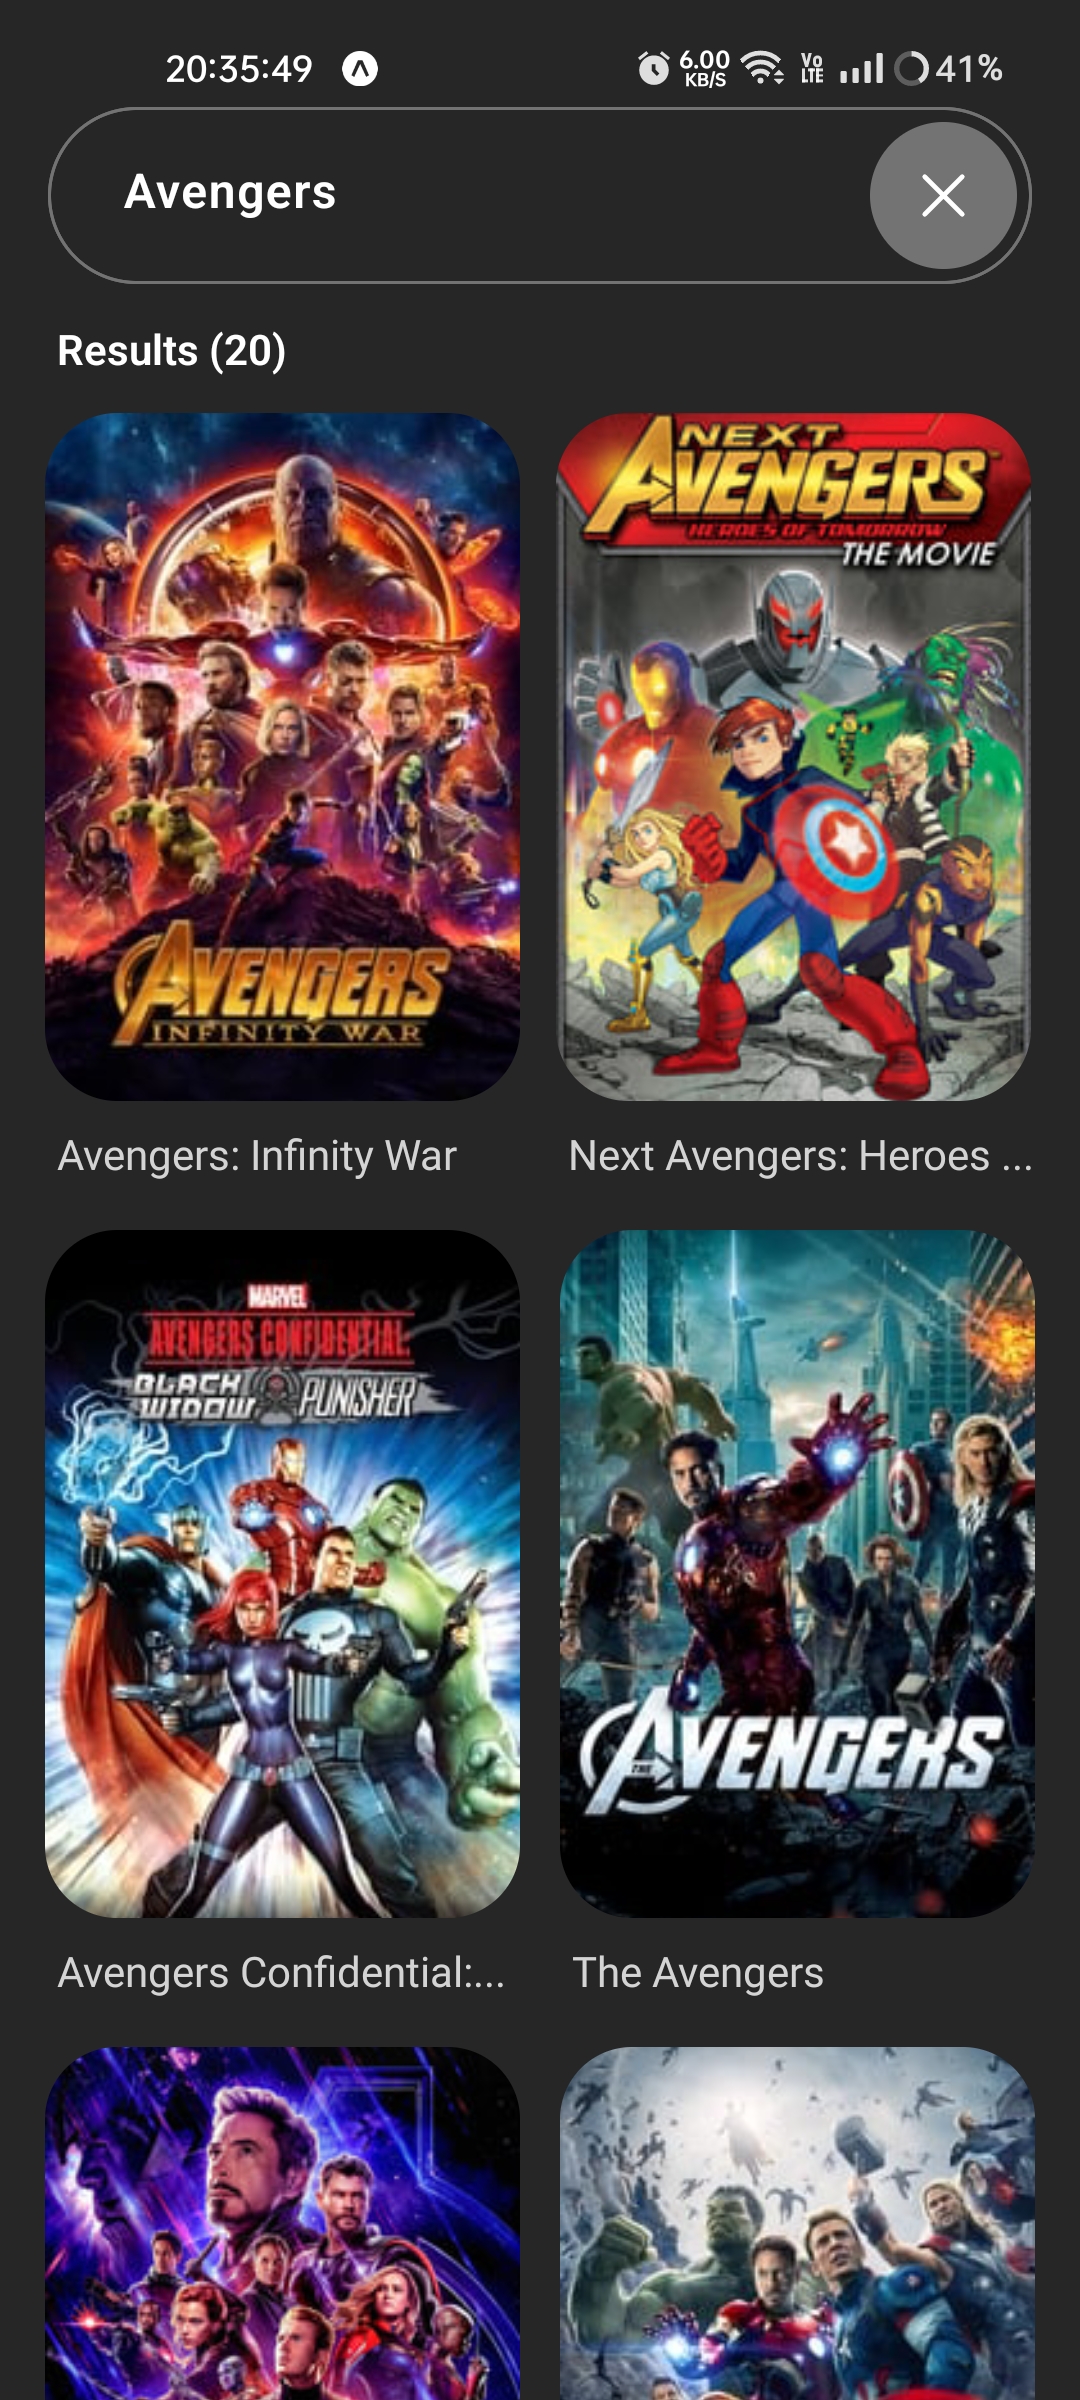 20:35:49 6.00 KB/S Vo LTE 41%
Avengers
Results (20)
AVENGERS
INFINITY WAR
NEXT
AVENGERS
HEROES OF TOMORROW
THE MOVIE
Avengers: Infinity War
Next Avengers: Heroes ...
MARVEL
AVENGERS CONFIDENTIAL:
BLACK WIDOW PUNISHER
THE AVENGERS
Avengers Confidential:...
The Avengers